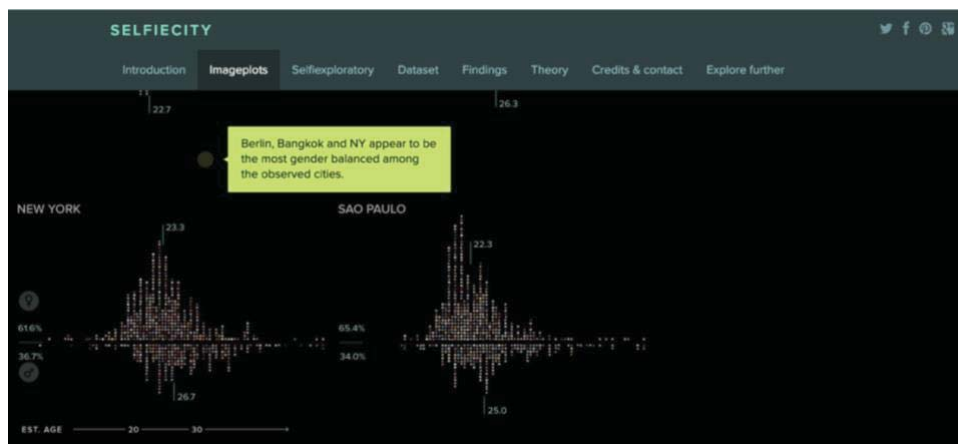 SELFIECITY
Introduction Imageplots Selfiexploratory Dataset Findings Theory Credits & contact Explore further
22.7 26.3
Berlin, Bangkok and NY appear to be
the most gender balanced among
the observed cities.
NEW YORK SAO PAULO
23.3 22.3
61.6% 65.4%
36.7% 34.0%
26.7 25.0
EST. AGE 20 30